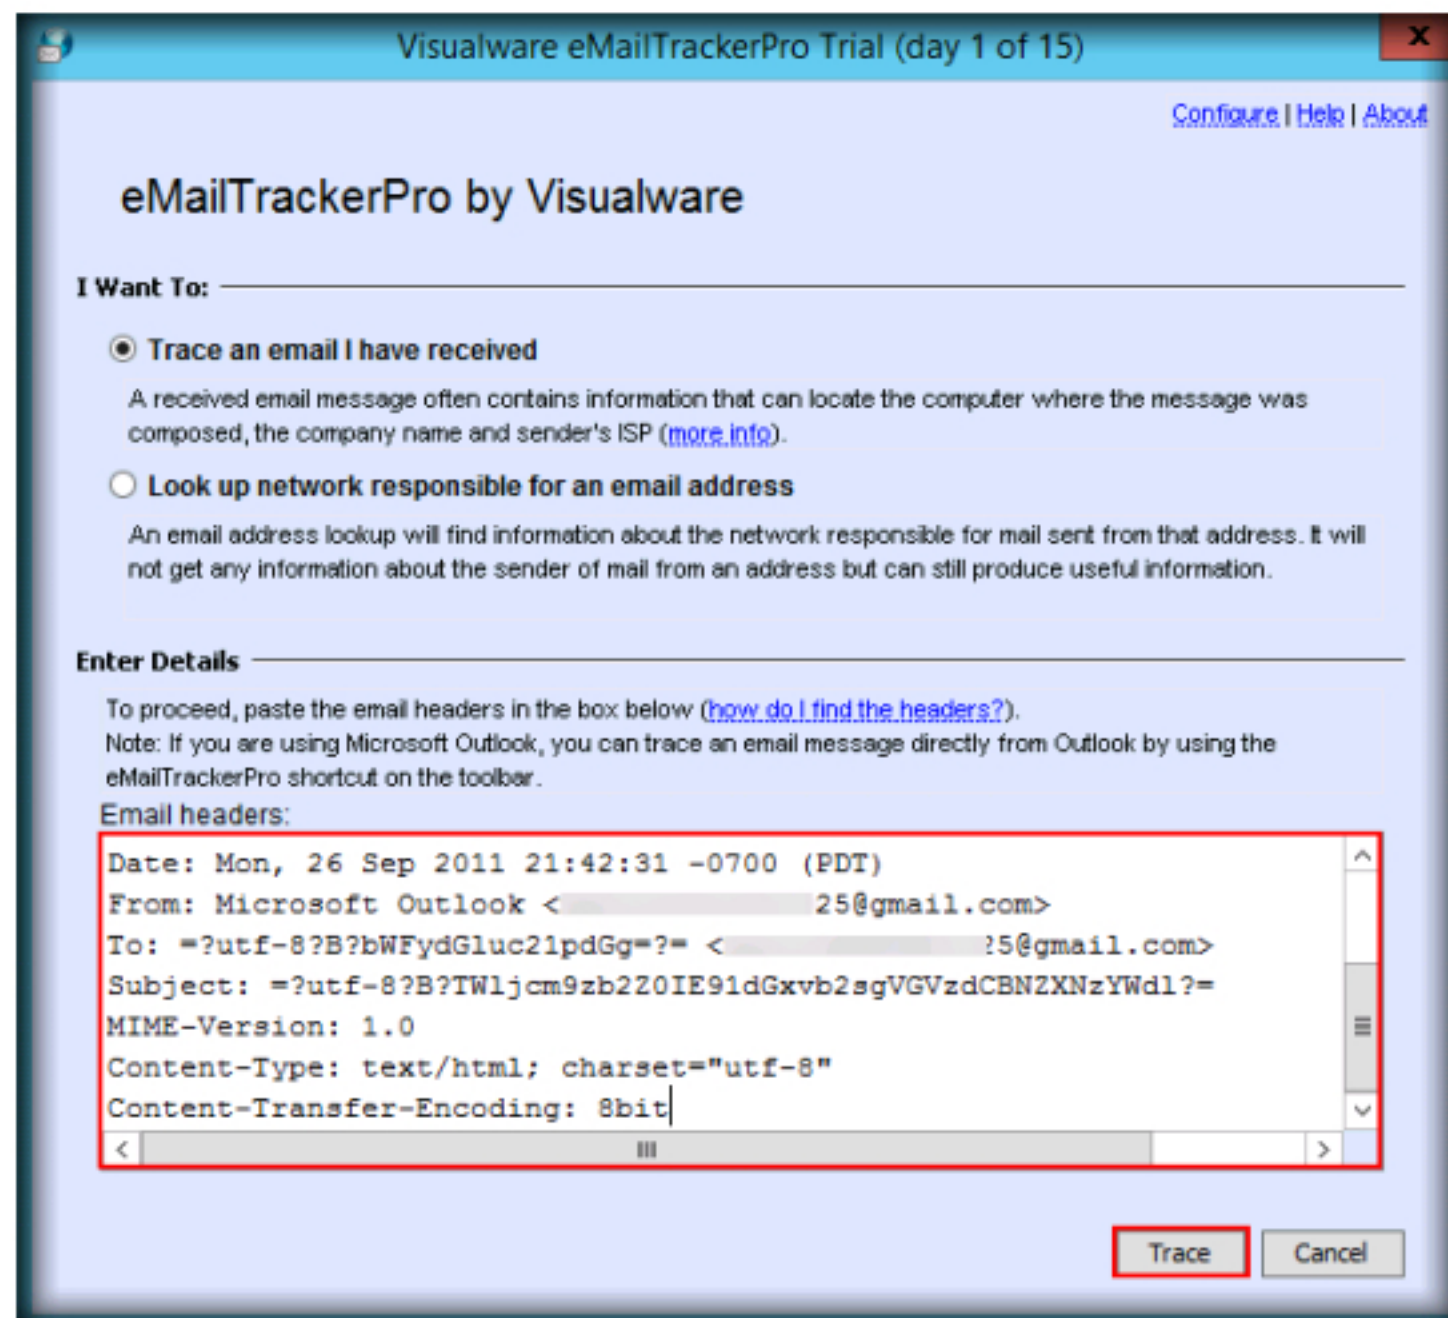 Visualware eMailTrackerPro Trial (day 1 of 15)
x
Configure | Help | About
eMailTrackerPro by Visualware
I Want To:
Trace an email I have received
A received email message often contains information that can locate the computer where the message was
composed, the company name and sender's ISP (more info).
Look up network responsible for an email address
An email address lookup will find information about the network responsible for mail sent from that address. It will
not get any information about the sender of mail from an address but can still produce useful information.
Enter Details
To proceed, paste the email headers in the box below (how do I find the headers?).
Note: If you are using Microsoft Outlook, you can trace an email message directly from Outlook by using the
eMailTrackerPro shortcut on the toolbar.
Email headers:
Date: Mon, 26 Sep 2011 21:42:31 -0700 (PDT)
From: Microsoft Outlook < 25@gmail.com>
To: =?utf-8?B?bWFydGluc21pdGg=?= < 25@gmail.com>
Subject: =?utf-8?B?TWljcm9zb2Z0IE91dGxvb2sgVGVzdCBNZXNzYWdl?=
MIME-Version: 1.0
Content-Type: text/html; charset="utf-8"
Content-Transfer-Encoding: 8bit
Trace
Cancel